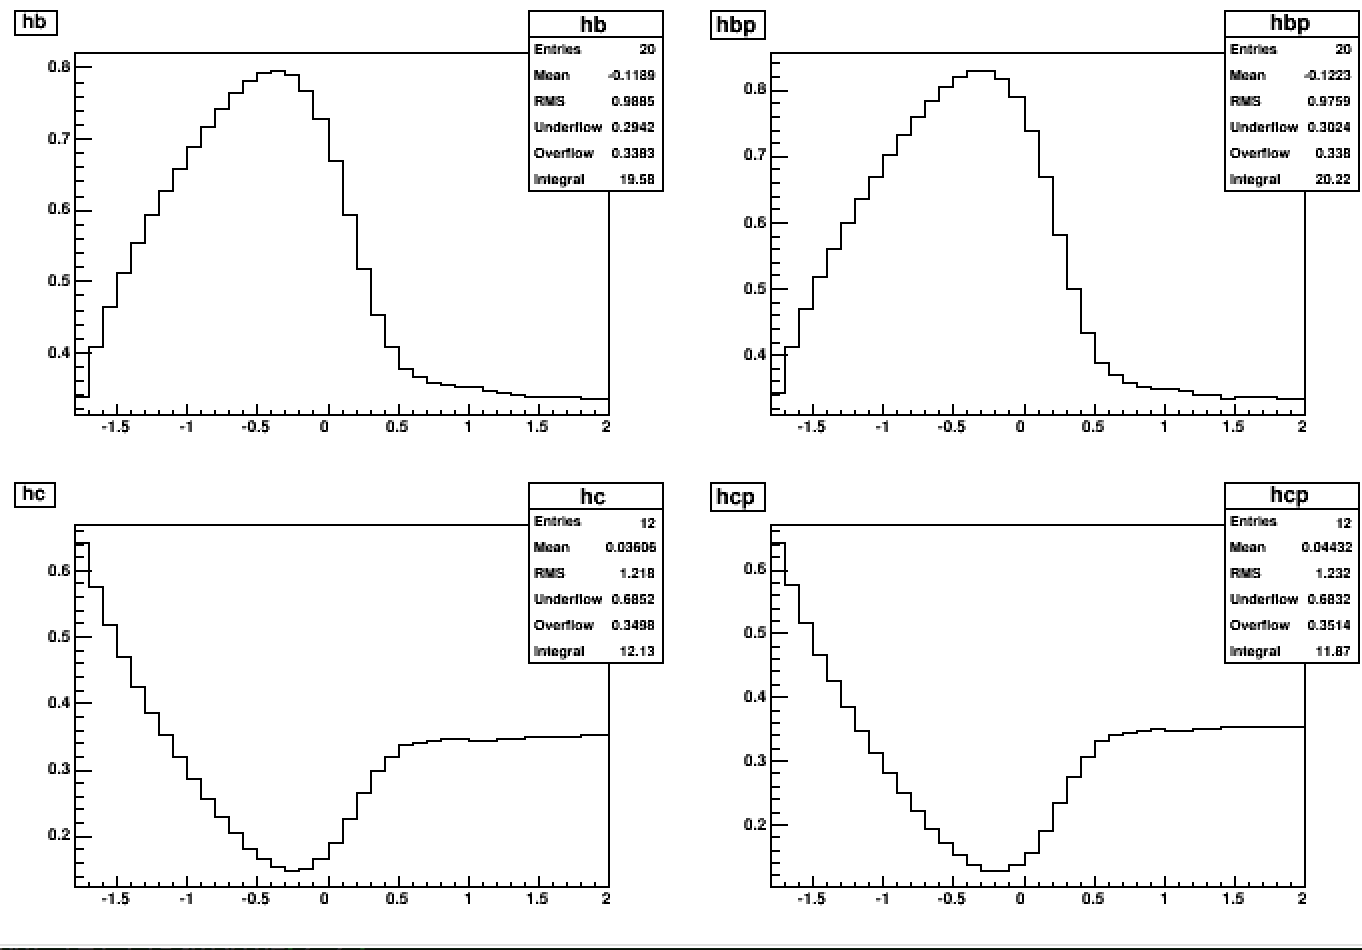 hb
hb
Entries 20
Mean -0.1189
RMS 0.9885
Underflow 0.2942
Overflow 0.3383
Integral 19.58
0.8
0.7
0.6
0.5
0.4
-1.5 -1 -0.5 0 0.5 1 1.5 2
hbp
hbp
Entries 20
Mean -0.1223
RMS 0.9759
Underflow 0.3024
Overflow 0.338
Integral 20.22
0.8
0.7
0.6
0.5
0.4
-1.5 -1 -0.5 0 0.5 1 1.5 2
hc
hc
Entries 12
Mean 0.03606
RMS 1.218
Underflow 0.6852
Overflow 0.3498
Integral 12.13
0.6
0.5
0.4
0.3
0.2
-1.5 -1 -0.5 0 0.5 1 1.5 2
hcp
hcp
Entries 12
Mean 0.04432
RMS 1.232
Underflow 0.6832
Overflow 0.3514
Integral 11.87
0.6
0.5
0.4
0.3
0.2
-1.5 -1 -0.5 0 0.5 1 1.5 2